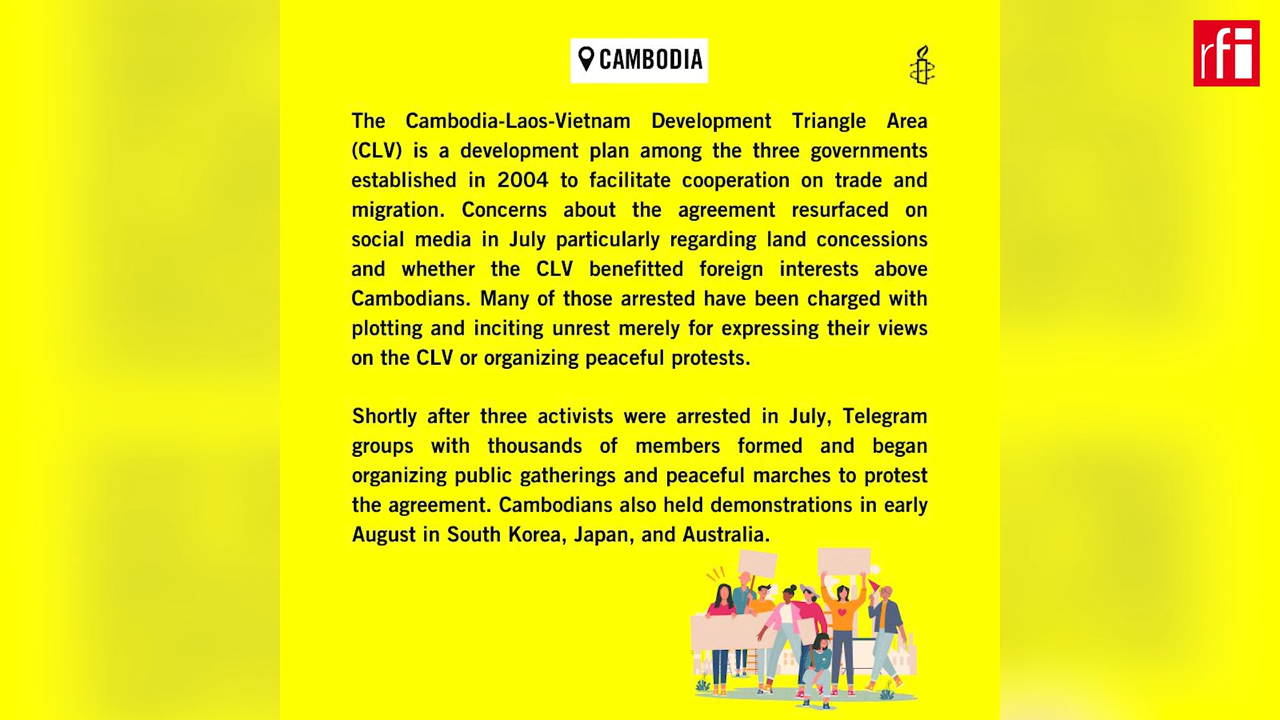 CAMBODIA
rfi
The Cambodia-Laos-Vietnam Development Triangle Area
(CLV) is a development plan among the three governments
established in 2004 to facilitate cooperation on trade and
migration. Concerns about the agreement resurfaced on
social media in July particularly regarding land concessions
and whether the CLV benefitted foreign interests above
Cambodians. Many of those arrested have been charged with
plotting and inciting unrest merely for expressing their views
on the CLV or organizing peaceful protests.
Shortly after three activists were arrested in July, Telegram
groups with thousands of members formed and began
organizing public gatherings and peaceful marches to protest
the agreement. Cambodians also held demonstrations in early
August in South Korea, Japan, and Australia.